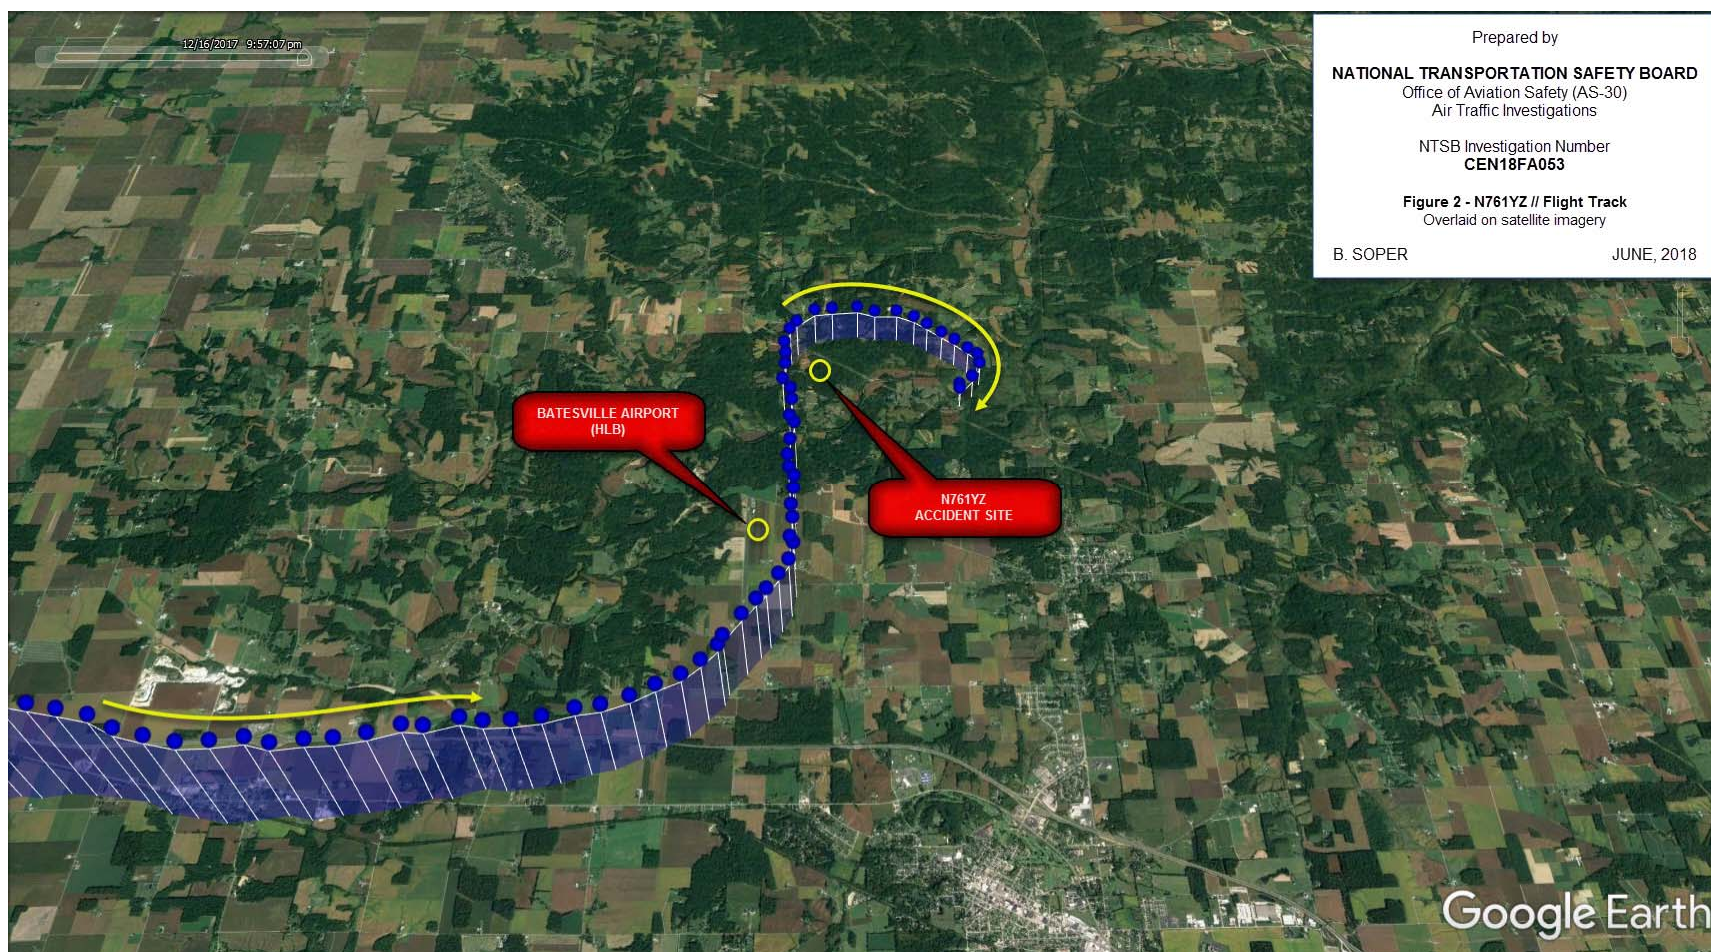 12/16/2017 9:57:07 pm
Prepared by
NATIONAL TRANSPORTATION SAFETY BOARD
Office of Aviation Safety (AS-30)
Air Traffic Investigations
NTSB Investigation Number
CEN18FA053
Figure 2 - N761YZ // Flight Track
Overlaid on satellite imagery
B. SOPER JUNE, 2018
BATESVILLE AIRPORT
(HLB)
N761YZ
ACCIDENT SITE
Google Earth